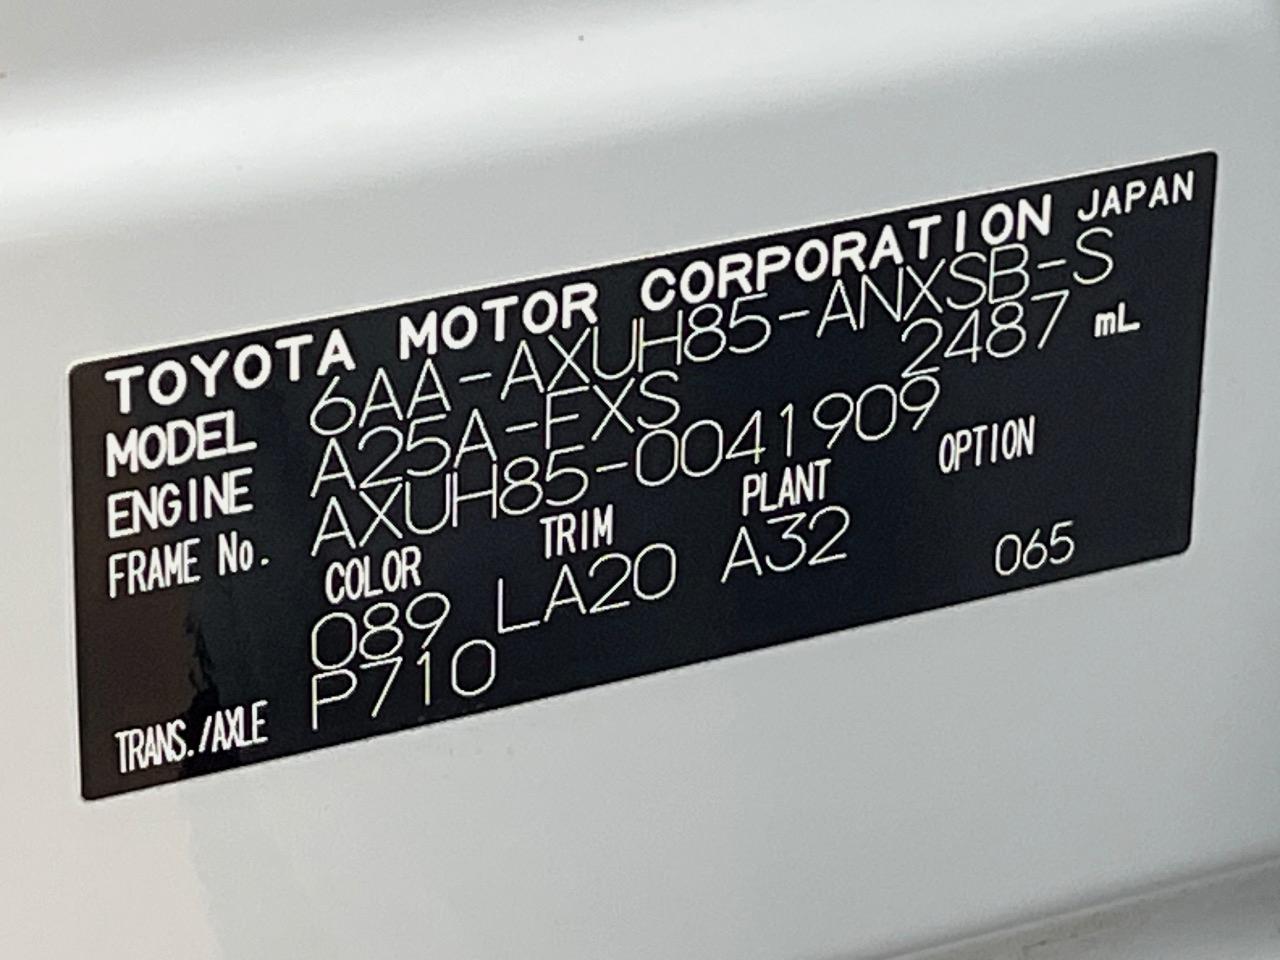 TOYOTA MOTOR CORPORATION JAPAN
MODEL 6AA-AXUH85-ANXSB-S
ENGINE A25A-FXS 2487 mL
FRAME No. AXUH85-0041909
COLOR TRIM PLANT OPTION
089 LA20 A32 065
TRANS./AXLE P710